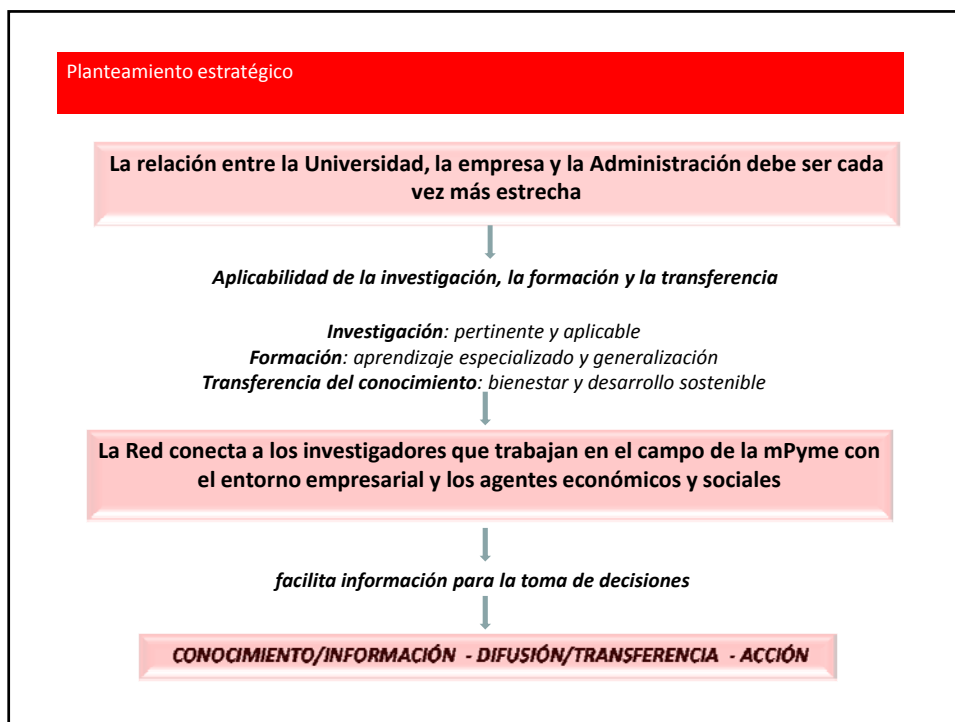 Planteamiento estratégico
La relación entre la Universidad, la empresa y la Administración debe ser cada
vez más estrecha
Aplicabilidad de la investigación, la formación y la transferencia
Investigación: pertinente y aplicable
Formación: aprendizaje especializado y generalización
Transferencia del conocimiento: bienestar y desarrollo sostenible
La Red conecta a los investigadores que trabajan en el campo de la mPyme con
el entorno empresarial y los agentes económicos y sociales
facilita información para la toma de decisiones
CONOCIMIENTO/INFORMACIÓN - DIFUSIÓN/TRANSFERENCIA - ACCIÓN